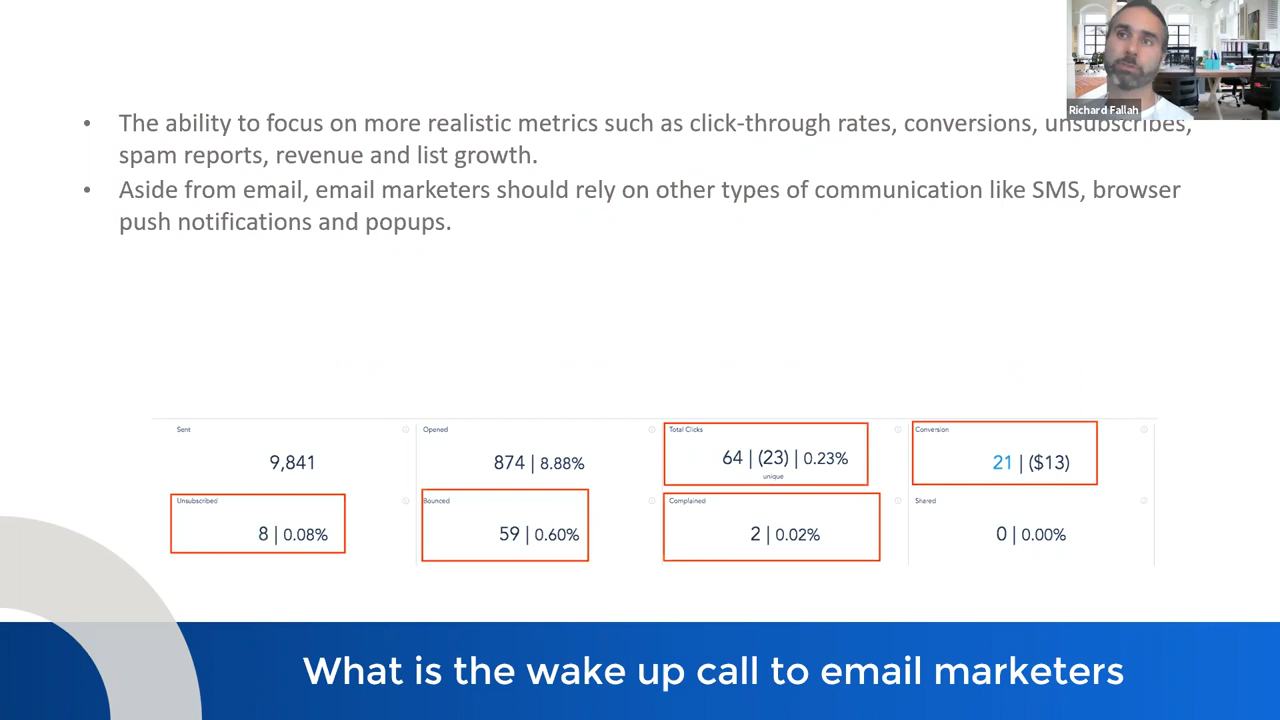 Richard Fallah
• The ability to focus on more realistic metrics such as click-through rates, conversions, unsubscribes,
spam reports, revenue and list growth.
• Aside from email, email marketers should rely on other types of communication like SMS, browser
push notifications and popups.
Sent
9,841
Opened
874 | 8.88%
Total Clicks
64 | (23) | 0.23%
unique
Conversion
21 | ($13)
Unsubscribed
8 | 0.08%
Bounced
59 | 0.60%
Complained
2 | 0.02%
Shared
0 | 0.00%
What is the wake up call to email marketers